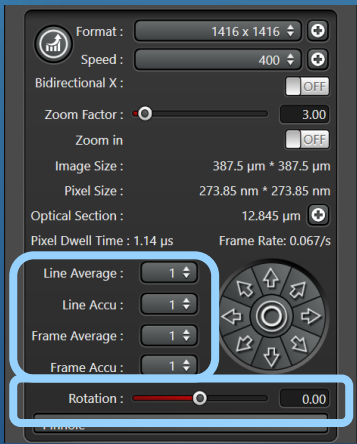 Format : 1416 x 1416
Speed : 400
Bidirectional X : OFF
Zoom Factor : 3.00
Zoom in OFF
Image Size : 387.5 µm * 387.5 µm
Pixel Size : 273.85 nm * 273.85 nm
Optical Section : 12.845 µm
Pixel Dwell Time : 1.14 µs Frame Rate: 0.067/s
Line Average : 1
Line Accu : 1
Frame Average : 1
Frame Accu : 1
Rotation : 0.00
Pinhole